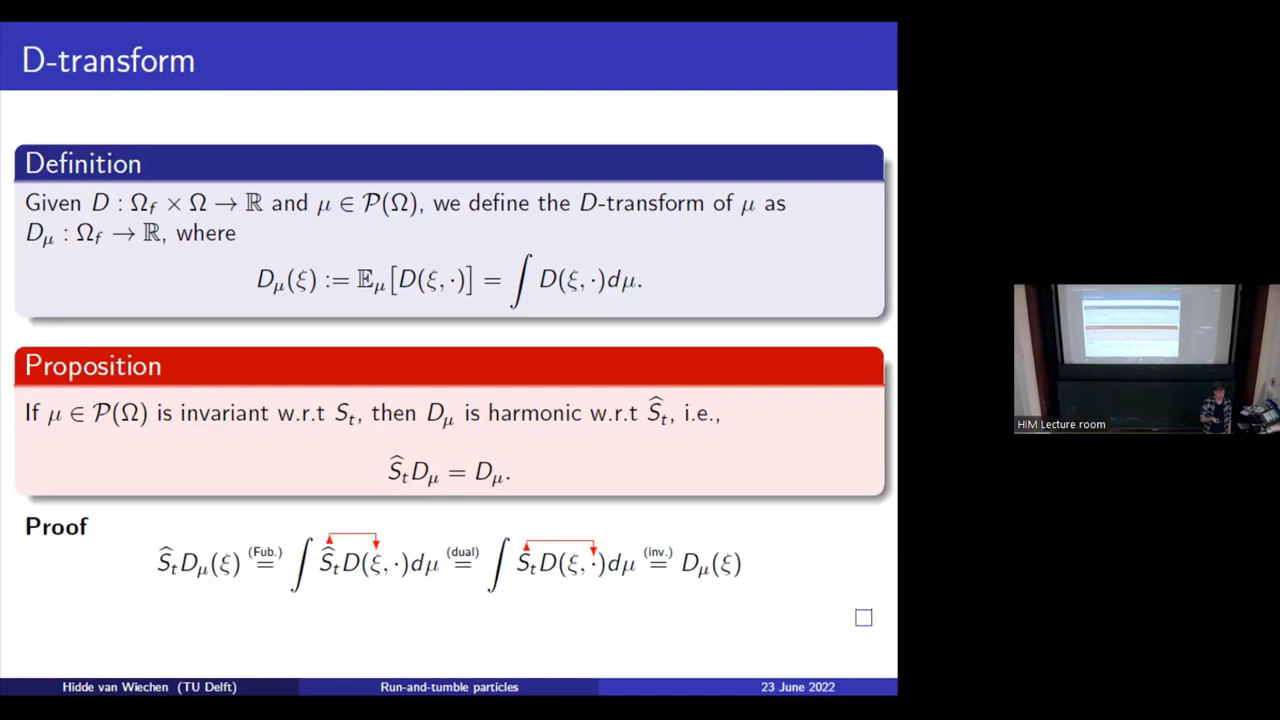 D-transform
Definition
Given D : Ω_f × Ω → ℝ and μ ∈ 𝒫(Ω), we define the D-transform of μ as
D_μ : Ω_f → ℝ, where
D_μ(ξ) := 𝔼_μ[D(ξ, ·)] = ∫ D(ξ, ·)dμ.
Proposition
If μ ∈ 𝒫(Ω) is invariant w.r.t S_t, then D_μ is harmonic w.r.t Ŝ_t, i.e.,
Ŝ_t D_μ = D_μ.
Proof
Ŝ_t D_μ(ξ) (Fub.) = ∫ Ŝ_t D(ξ, ·)dμ (dual) = ∫ S_t D(ξ, ·)dμ (inv.) = D_μ(ξ)
□
Hidde van Wiechen (TU Delft) Run-and-tumble particles 23 June 2022
HIM Lecture room